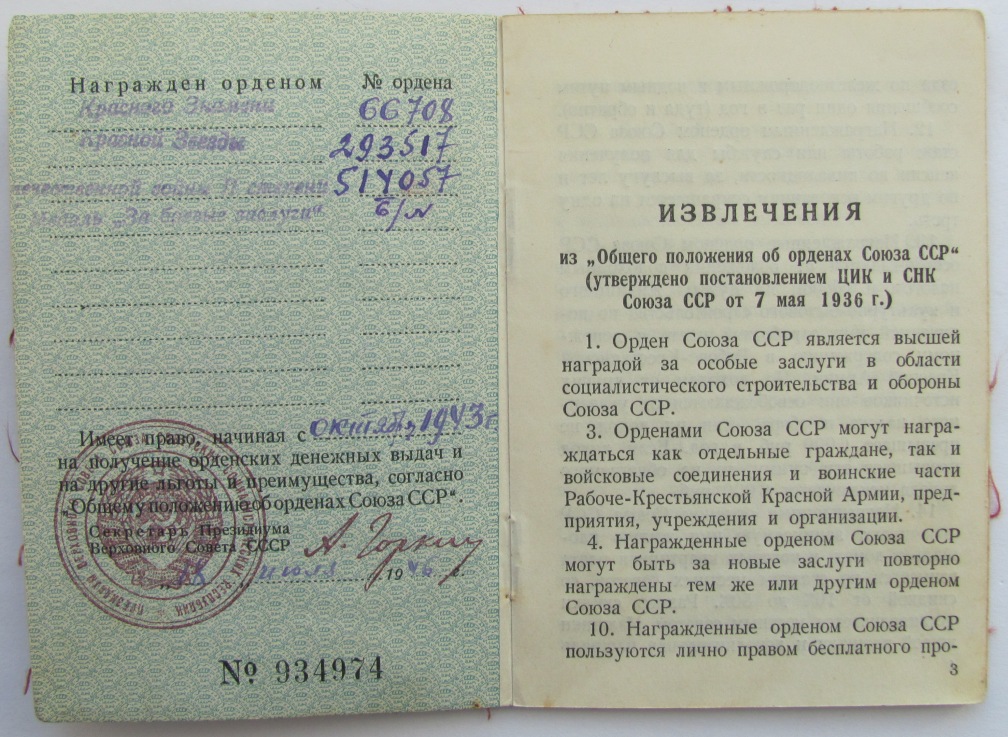 Награжден орденом № ордена
Красного Знамени 66708
Красной Звезды 293517
Отечественной войны II степени 514057
Медаль „За боевые заслуги“ б/м
Имеет право, начиная с октябр, 1943 г.
на получение орденских денежных выдач и
на другие льготы и преимущества, согласно
„Общему положению об орденах Союза ССР“.
Секретарь Президиума
Верховного Совета СССР А. Горкин
„18 “ июля 1946 г.
№ 934974
ИЗВЛЕЧЕНИЯ
из „Общего положения об орденах Союза ССР“
(утверждено постановлением ЦИК и СНК
Союза ССР от 7 мая 1936 г.)
1. Орден Союза ССР является высшей
наградой за особые заслуги в области
социалистического строительства и обороны
Союза ССР.
3. Орденами Союза ССР могут награ-
ждаться как отдельные граждане, так и
войсковые соединения и воинские части
Рабоче-Крестьянской Красной Армии, пред-
приятия, учреждения и организации.
4. Награжденные орденом Союза ССР
могут быть за новые заслуги повторно
награждены тем же или другим орденом
Союза ССР.
10. Награжденные орденом Союза ССР
пользуются лично правом бесплатного про-
3